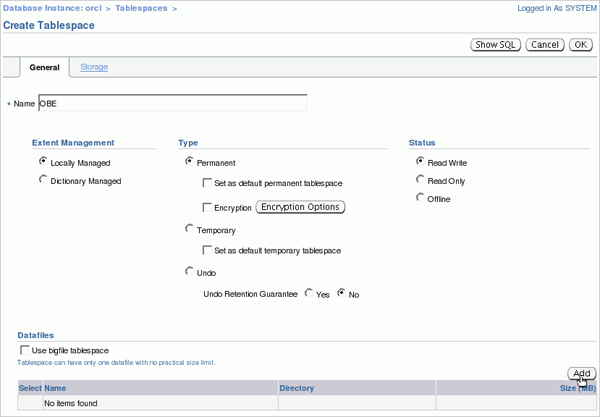 Database Instance: orcl > Tablespaces > Logged in As SYSTEM
Create Tablespace
Show SQL Cancel OK
General Storage
* Name OBE
Extent Management Type Status
Locally Managed Permanent Read Write
Dictionary Managed Set as default permanent tablespace Read Only
Encryption Encryption Options Offline
Temporary
Set as default temporary tablespace
Undo
Undo Retention Guarantee Yes No
Datafiles
Use bigfile tablespace
Tablespace can have only one datafile with no practical size limit.
Add
Select Name Directory Size (MB)
No items found